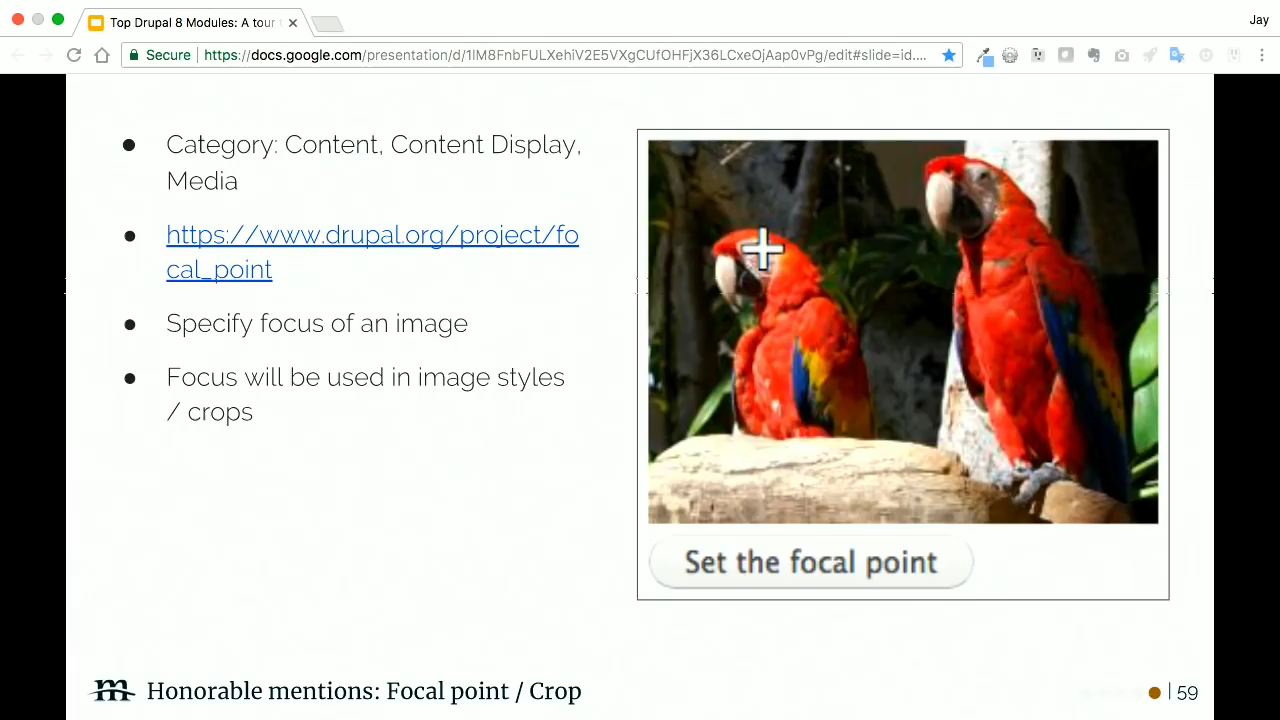 Top Drupal 8 Modules: A tour
Jay
Secure
https://docs.google.com/presentation/d/1lM8FnbFULXehiV2E5VXgCUfOHFjX36LCxeOjAap0vPg/edit#slide=id....
Category: Content, Content Display,
Media
https://www.drupal.org/project/fo
cal_point
Specify focus of an image
Focus will be used in image styles
/ crops
Set the focal point
m Honorable mentions: Focal point / Crop
| 59